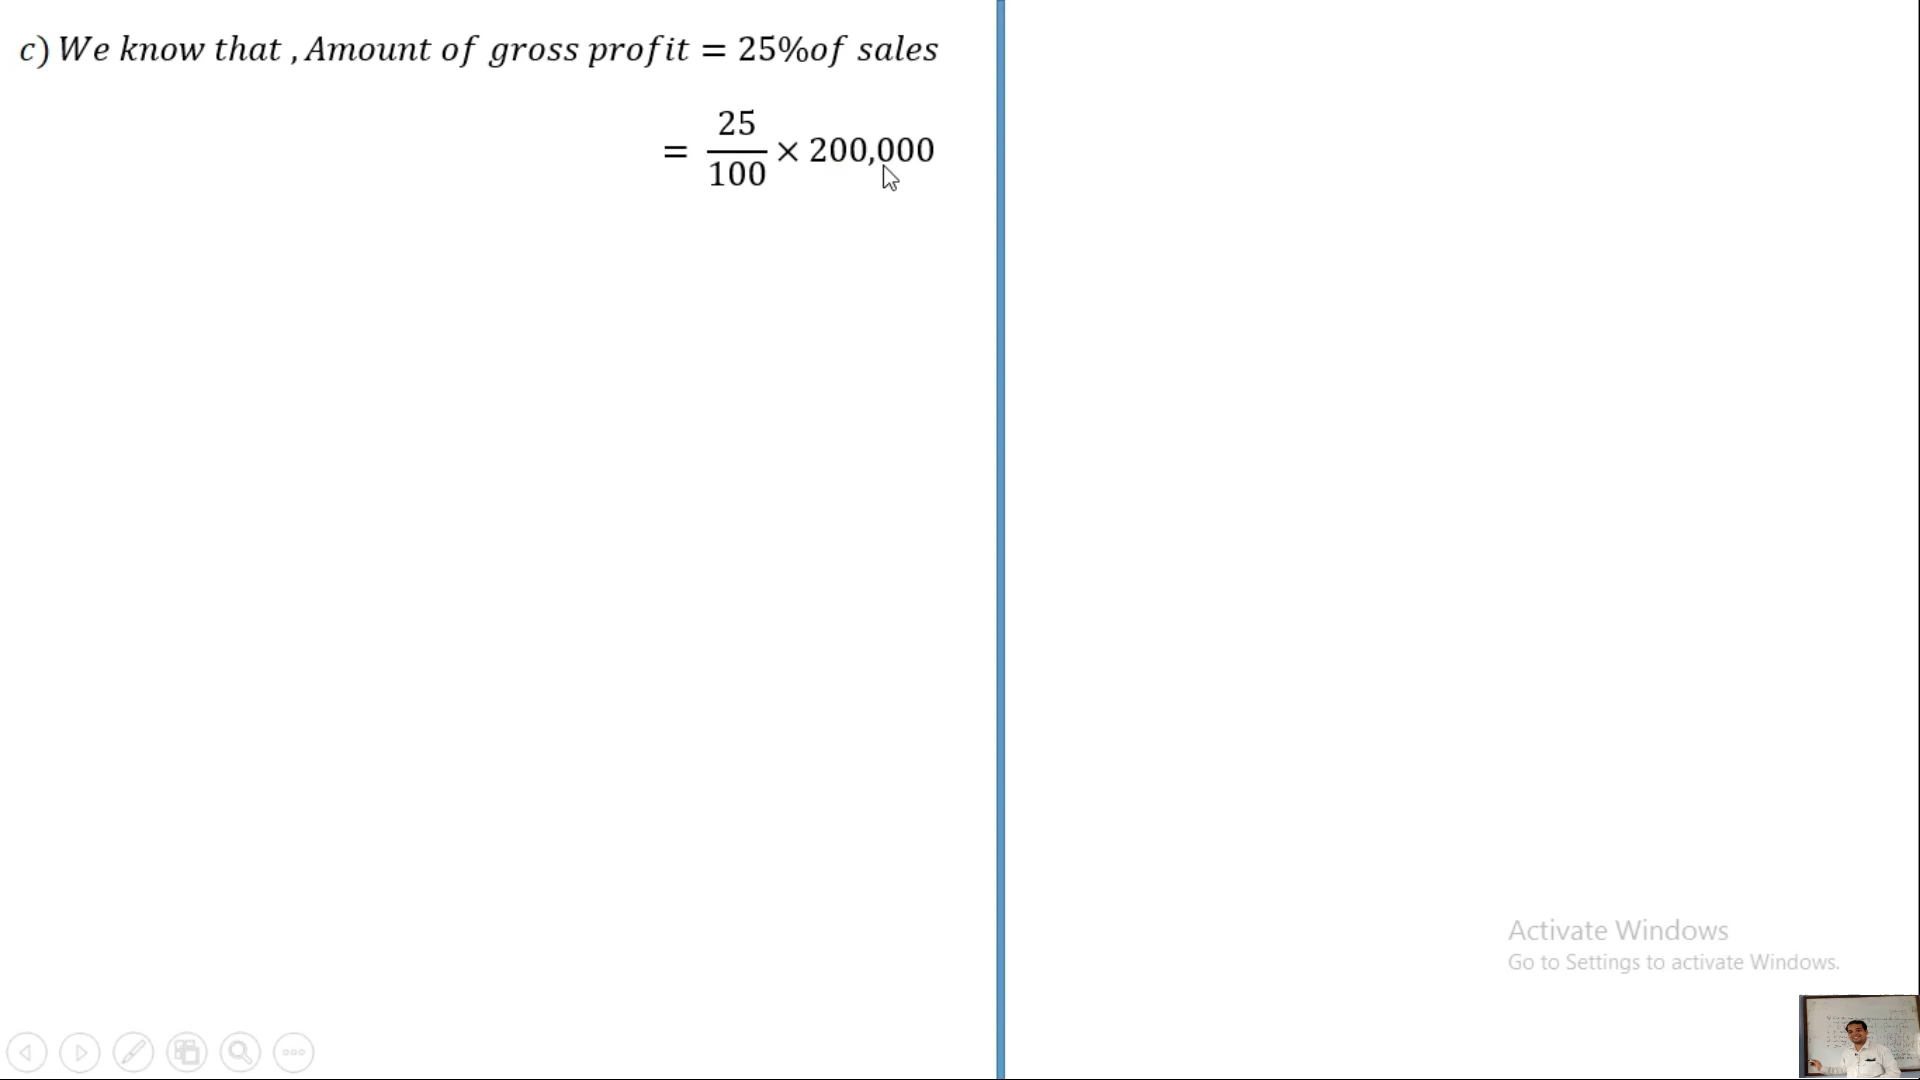 c) We know that , Amount of gross profit = 25%of sales
= 25/100 × 200,000
Activate Windows
Go to Settings to activate Windows.